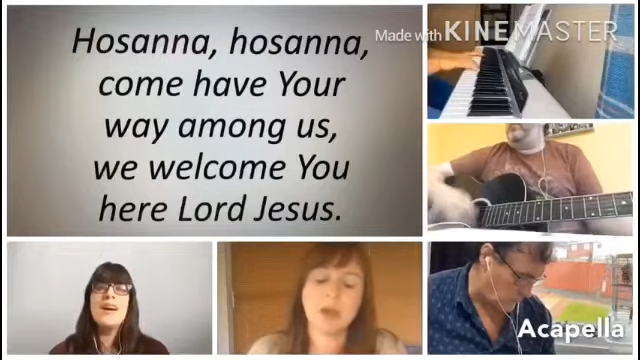 Hosanna, hosanna,
come have Your
way among us,
we welcome You
here Lord Jesus.
Made with KINEMASTER
Acapella